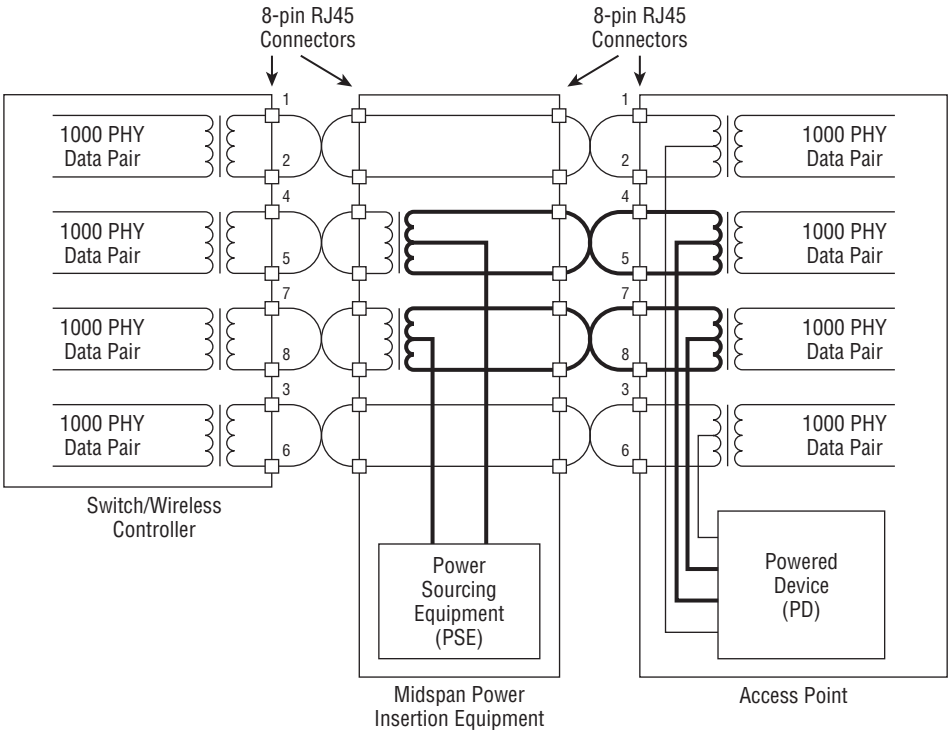 8-pin RJ45
Connectors
8-pin RJ45
Connectors
1000 PHY
Data Pair
1
2
1
2
1000 PHY
Data Pair
1000 PHY
Data Pair
4
5
4
5
1000 PHY
Data Pair
1000 PHY
Data Pair
7
8
7
8
1000 PHY
Data Pair
1000 PHY
Data Pair
3
6
3
6
1000 PHY
Data Pair
Switch/Wireless
Controller
Power
Sourcing
Equipment
(PSE)
Powered
Device
(PD)
Midspan Power
Insertion Equipment
Access Point